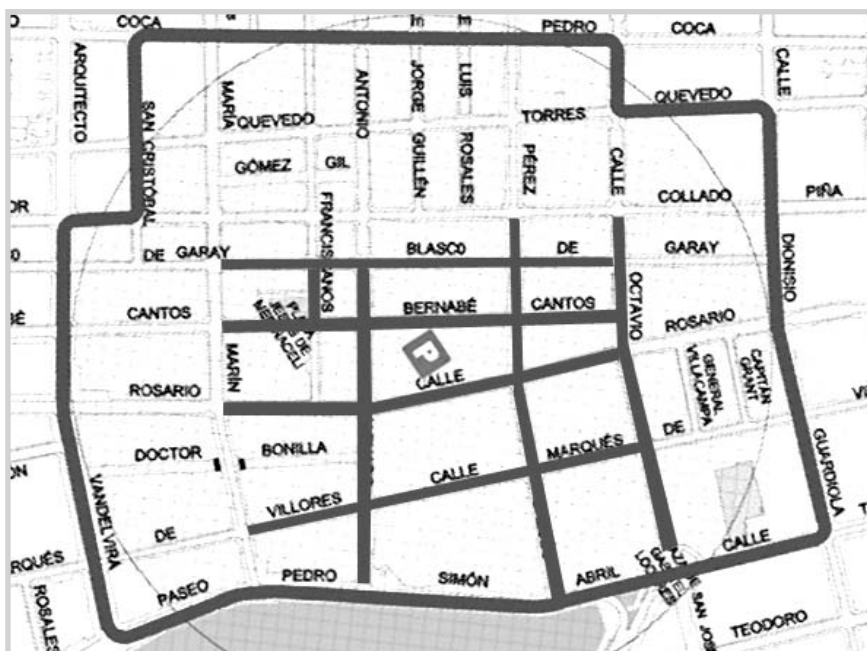 COCA
PEDRO
COCA
ARQUITECTO
SAN CRISTÓBAL
MARÍA
ANTONIO
JORGE
LUIS
CALLE
QUEVEDO
TORRES
QUEVEDO
GUILLÉN
ROSALES
PÉREZ
CALLE
GÓMEZ
GIL
COLLADO
PIÑA
FRANCISCANOS
DE
GARAY
BLASCO
DE
GARAY
DIONISIO
OCTAVIO
CANTOS
BERNABÉ
CANTOS
ROSARIO
MARÍN
P
ROSARIO
CALLE
GENERAL
VILLACAMPA
CAPITÁN
GRANT
DOCTOR
BONILLA
CALLE
MARQUÉS
DE
GUARDIOLA
VANDELVIRA
DE
VILLORES
CALLE
PASEO
PEDRO
SIMÓN
ABRIL
ROSALES
TEODORO